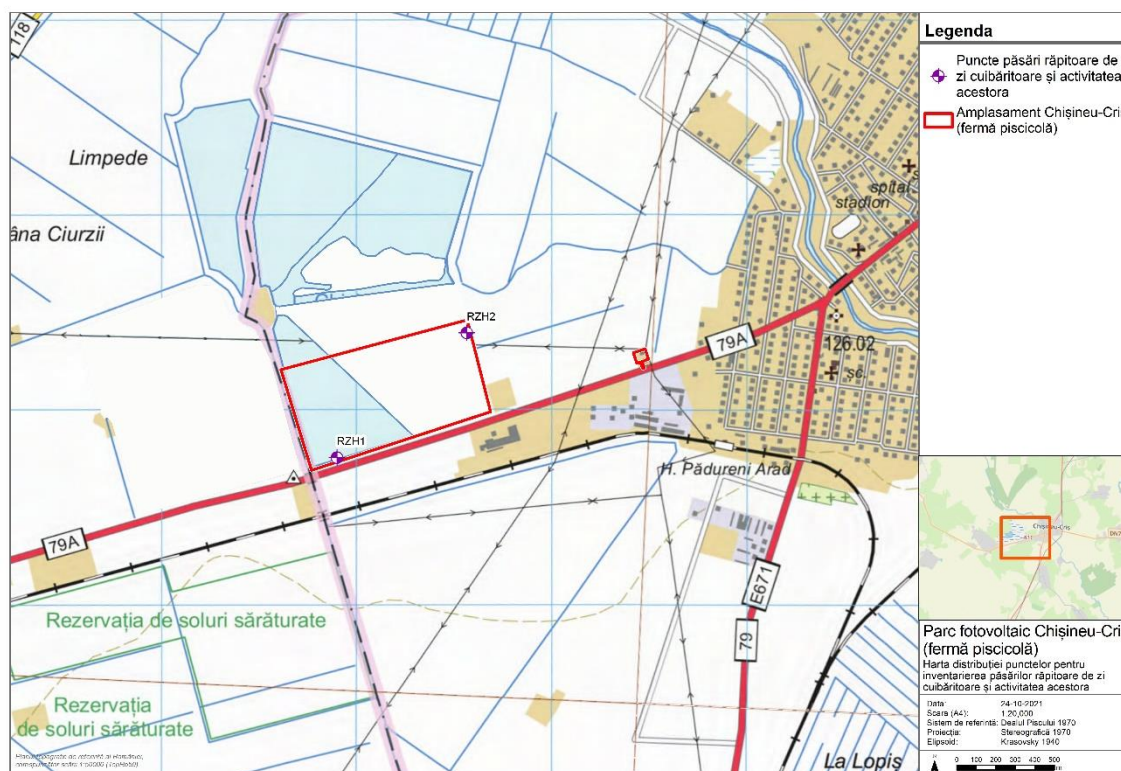 118
Limpede
âna Ciurzii
RZH2
RZH1
79A
79A
spital
stadion
126.02
sc.
H. Pădureni Arad
E671
79
Rezervația de soluri sărăturate
Rezervația
de soluri sărăturate
La Lopiș
Legenda
Puncte păsări răpitoare de
zi cuibăritoare și activitatea
acestora
Amplasament Chișineu-Criș
(fermă piscicolă)
Chișineu-Criș
Parc fotovoltaic Chișineu-Cri
(fermă piscicolă)
Harta distribuției punctelor pentru
inventarierea păsărilor răpitoare de zi
cuibăritoare și activitatea acestora
Data: 24-10-2021
Scara (A4): 1:20,000
Sistem de referință: Dealul Piscului 1970
Proiecția: Stereografică 1970
Elipsoid: Krasovsky 1940
0 100 200 300 400 500